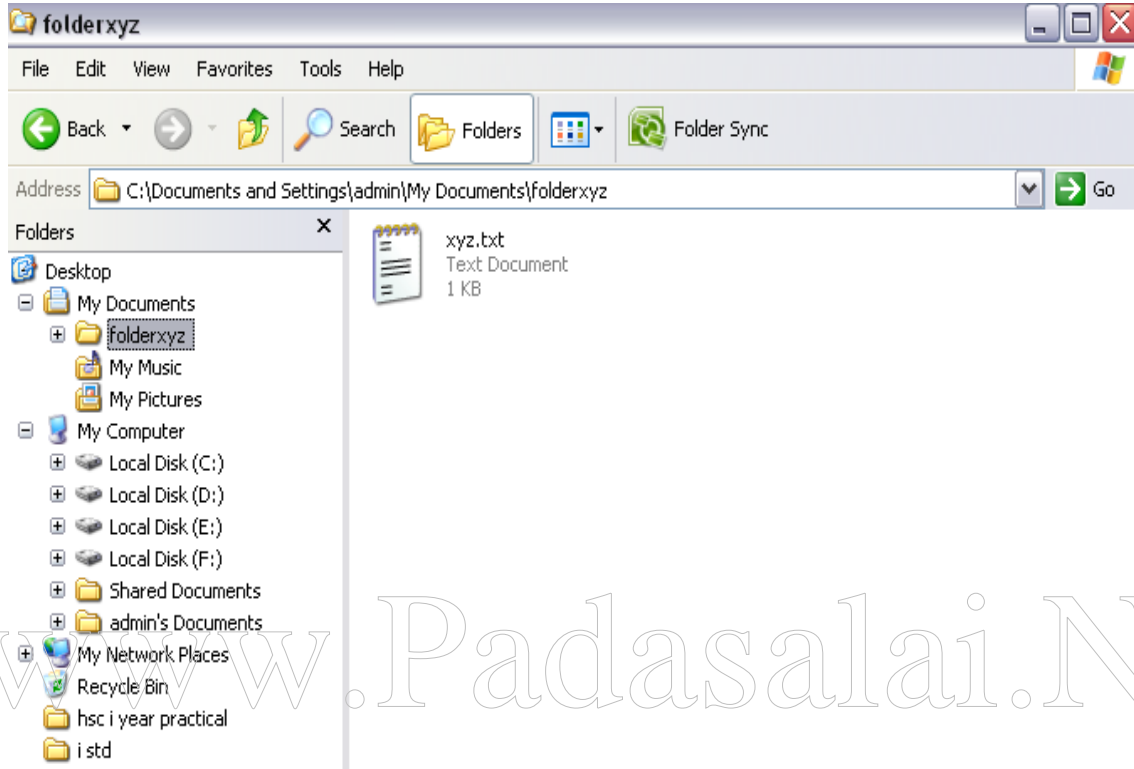 folderxyz
File Edit View Favorites Tools Help
Back Search Folders Folder Sync
Address C:\Documents and Settings\admin\My Documents\folderxyz Go
Folders
Desktop
My Documents
folderxyz
My Music
My Pictures
My Computer
Local Disk (C:)
Local Disk (D:)
Local Disk (E:)
Local Disk (F:)
Shared Documents
admin's Documents
My Network Places
Recycle Bin
hsc i year practical
i std
xyz.txt
Text Document
1 KB
www.Padasalai.N